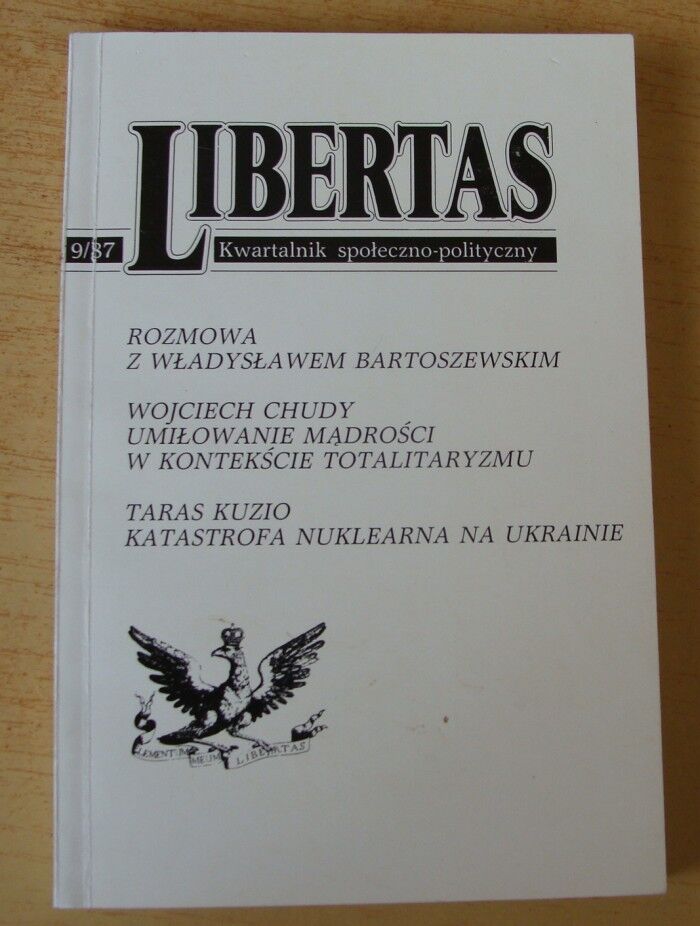 LIBERTAS
9/87
Kwartalnik społeczno-polityczny
ROZMOWA
Z WŁADYSŁAWEM BARTOSZEWSKIM
WOJCIECH CHUDY
UMIŁOWANIE MĄDROŚCI
W KONTEKŚCIE TOTALITARYZMU
TARAS KUZIO
KATASTROFA NUKLEARNA NA UKRAINIE
MEUM LIBERTAS